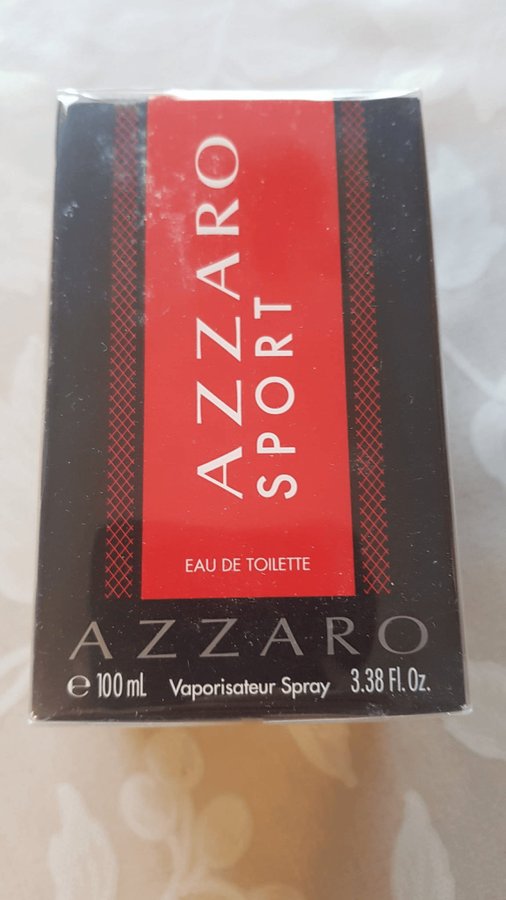 AZZARO
SPORT
EAU DE TOILETTE
AZZARO
℮ 100 mL Vaporisateur Spray 3.38 Fl. Oz.